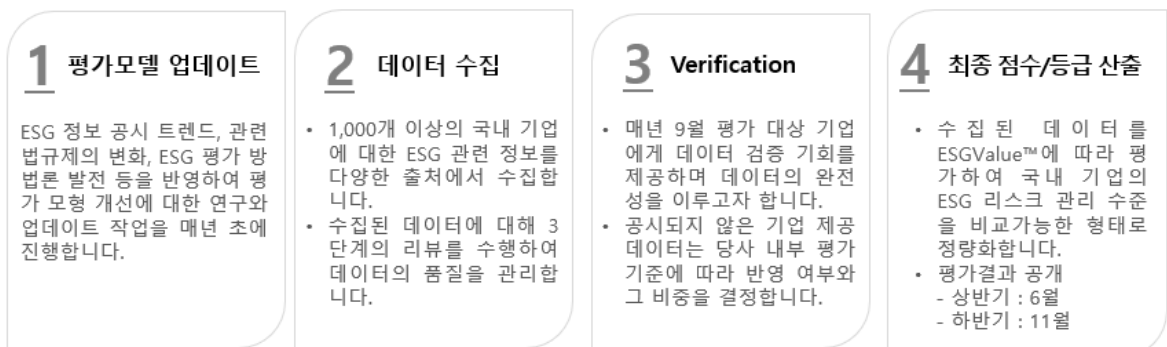 1 평가모델 업데이트
ESG 정보 공시 트렌드, 관련
법규제의 변화, ESG 평가 방
법론 발전 등을 반영하여 평
가 모형 개선에 대한 연구와
업데이트 작업을 매년 초에
진행합니다.
2 데이터 수집
• 1,000개 이상의 국내 기업
에 대한 ESG 관련 정보를
다양한 출처에서 수집합
니다.
• 수집된 데이터에 대해 3
단계의 리뷰를 수행하여
데이터의 품질을 관리합
니다.
3 Verification
• 매년 9월 평가 대상 기업
에게 데이터 검증 기회를
제공하며 데이터의 완전
성을 이루고자 합니다.
• 공시되지 않은 기업 제공
데이터는 당사 내부 평가
기준에 따라 반영 여부와
그 비중을 결정합니다.
4 최종 점수/등급 산출
• 수집된 데이터를
ESGValue™에 따라 평
가하여 국내 기업의
ESG 리스크 관리 수준
을 비교가능한 형태로
정량화합니다.
• 평가결과 공개
- 상반기 : 6월
- 하반기 : 11월